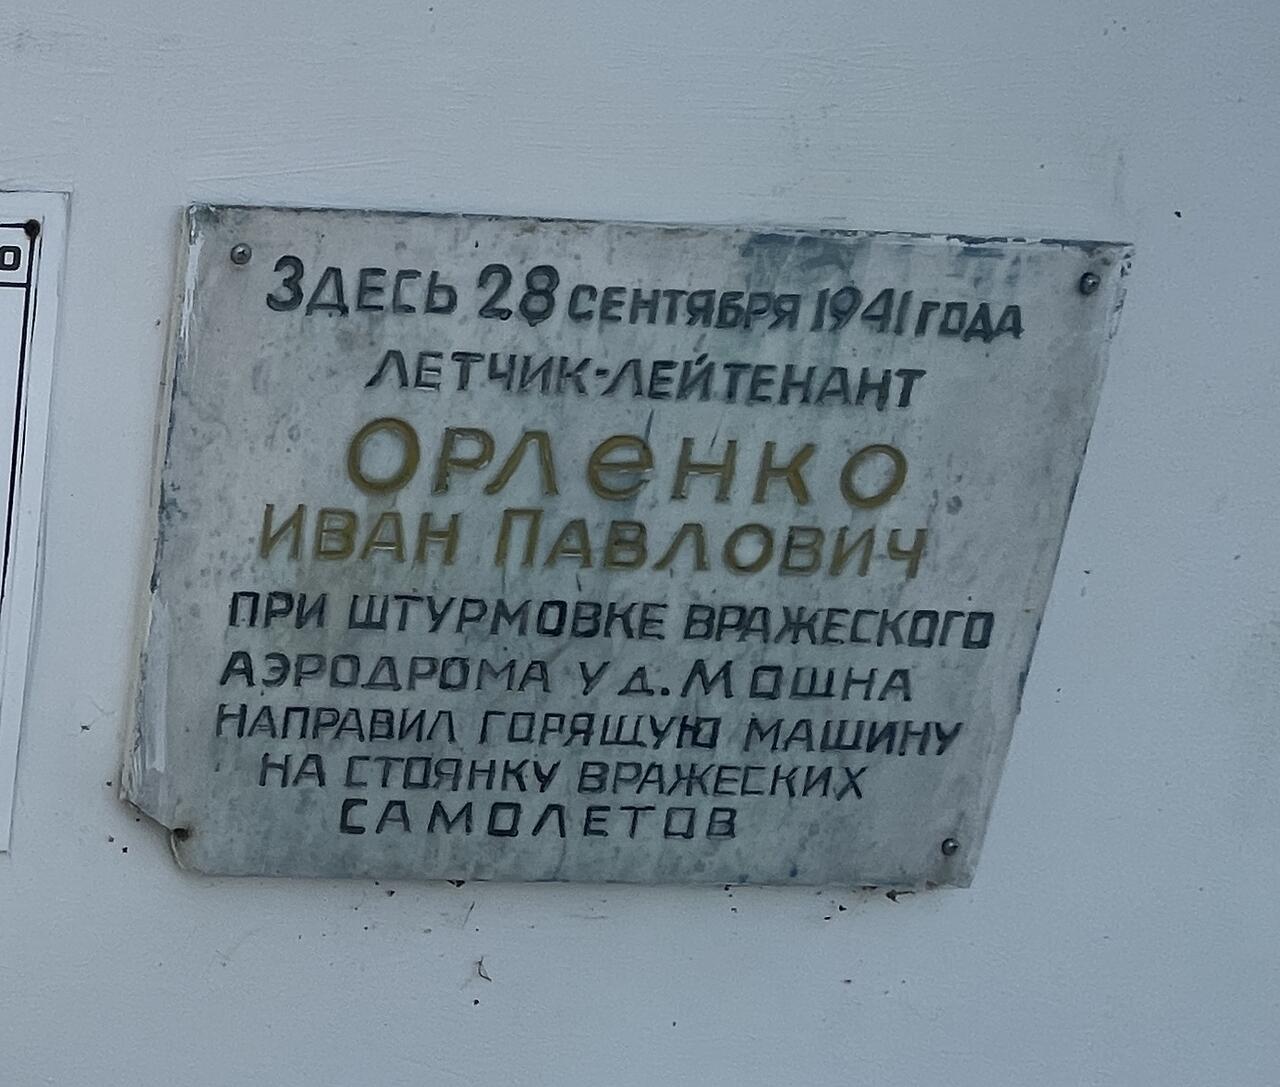 ЗДЕСЬ 28 СЕНТЯБРЯ 1941 ГОДА
ЛЕТЧИК-ЛЕЙТЕНАНТ
ОРЛеНКО
ИВАН ПАВЛОВИЧ
ПРИ ШТУРМОВКЕ ВРАЖЕСКОГО
АЭРОДРОМА У Д. МОШНА
НАПРАВИЛ ГОРЯЩУЮ МАШИНУ
НА СТОЯНКУ ВРАЖЕСКИХ
САМОЛЕТОВ